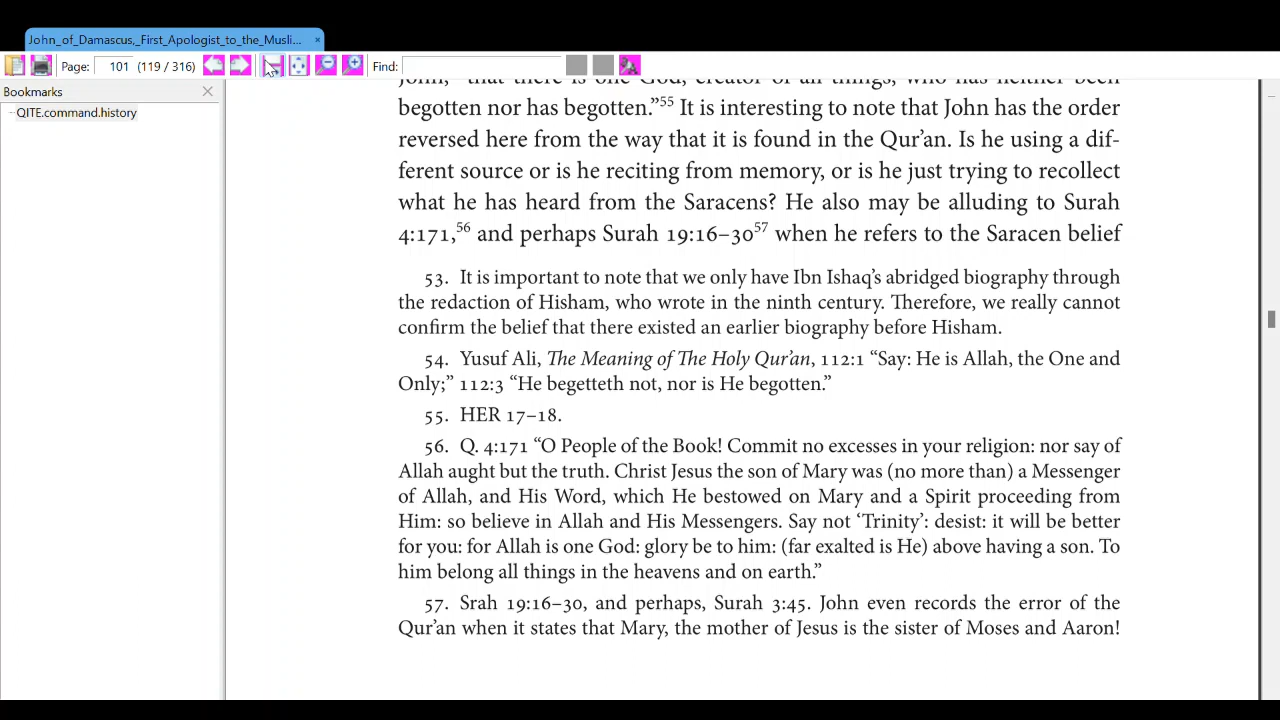 John_of_Damascus,_First_Apologist_to_the_Musli...
Page: 101 (119 / 316) Find:
Bookmarks
QITE.command.history
John, “that there is one God, creator of all things, who has neither been
begotten nor has begotten.”55 It is interesting to note that John has the order
reversed here from the way that it is found in the Qur’an. Is he using a dif-
ferent source or is he reciting from memory, or is he just trying to recollect
what he has heard from the Saracens? He also may be alluding to Surah
4:171,56 and perhaps Surah 19:16–3057 when he refers to the Saracen belief
53. It is important to note that we only have Ibn Ishaq’s abridged biography through
the redaction of Hisham, who wrote in the ninth century. Therefore, we really cannot
confirm the belief that there existed an earlier biography before Hisham.
54. Yusuf Ali, The Meaning of The Holy Qur’an, 112:1 “Say: He is Allah, the One and
Only;” 112:3 “He begetteth not, nor is He begotten.”
55. HER 17–18.
56. Q. 4:171 “O People of the Book! Commit no excesses in your religion: nor say of
Allah aught but the truth. Christ Jesus the son of Mary was (no more than) a Messenger
of Allah, and His Word, which He bestowed on Mary and a Spirit proceeding from
Him: so believe in Allah and His Messengers. Say not ‘Trinity’: desist: it will be better
for you: for Allah is one God: glory be to him: (far exalted is He) above having a son. To
him belong all things in the heavens and on earth.”
57. Srah 19:16–30, and perhaps, Surah 3:45. John even records the error of the
Qur’an when it states that Mary, the mother of Jesus is the sister of Moses and Aaron!